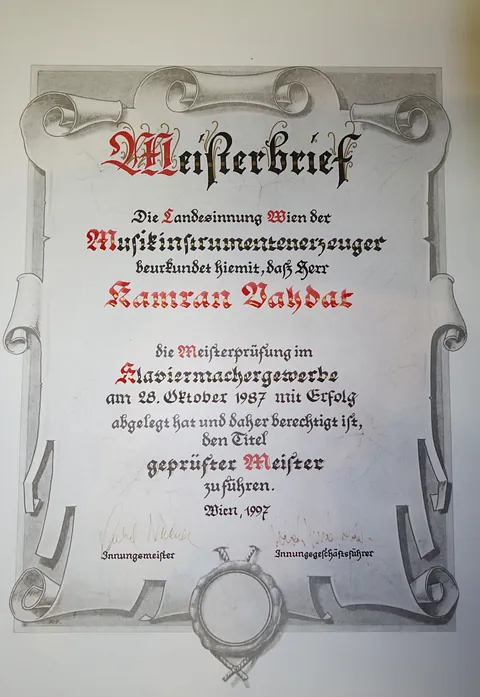 Meisterbrief
Die Landesinnung Wien der
Musikinstrumentenerzeuger
beurkundet hiemit, daß Herr
Kamran Vahdat
die Meisterprüfung im
Klaviermachergewerbe
am 28. Oktober 1987 mit Erfolg
abgelegt hat und daher berechtigt ist,
den Titel
geprüfter Meister
zu führen.
Wien, 1997
Innungsmeister
Innungsgeschäftsführer